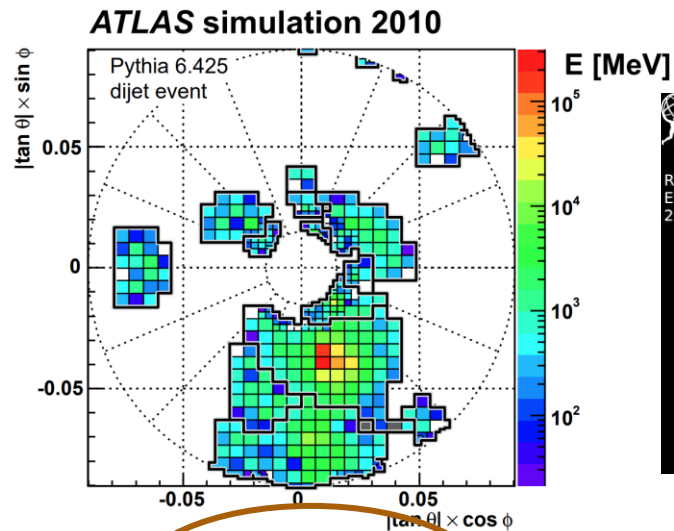 ATLAS simulation 2010
Pythia 6.425
dijet event
E [MeV]
|tan θ| × sin ϕ
0.05
0
-0.05
10⁵
10⁴
10³
10²
-0.05
0
0.05
|tan θ| × cos ϕ
R
E
2